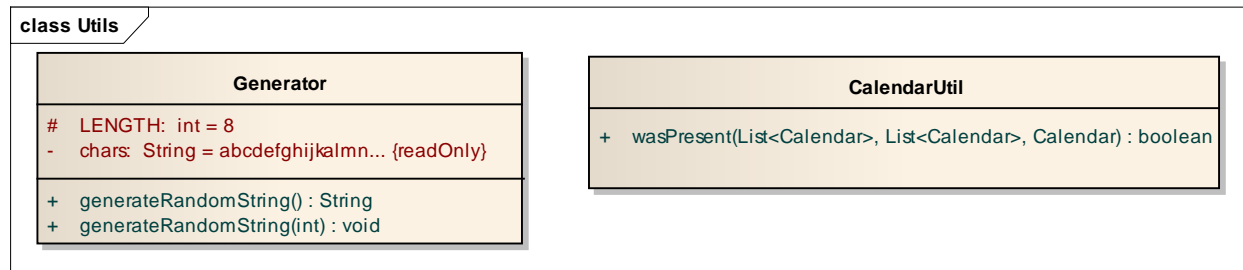 class Utils
Generator
# LENGTH: int = 8
- chars: String = abcdefghijkalmn... {readOnly}
+ generateRandomString() : String
+ generateRandomString(int) : void
CalendarUtil
+ wasPresent(List<Calendar>, List<Calendar>, Calendar) : boolean